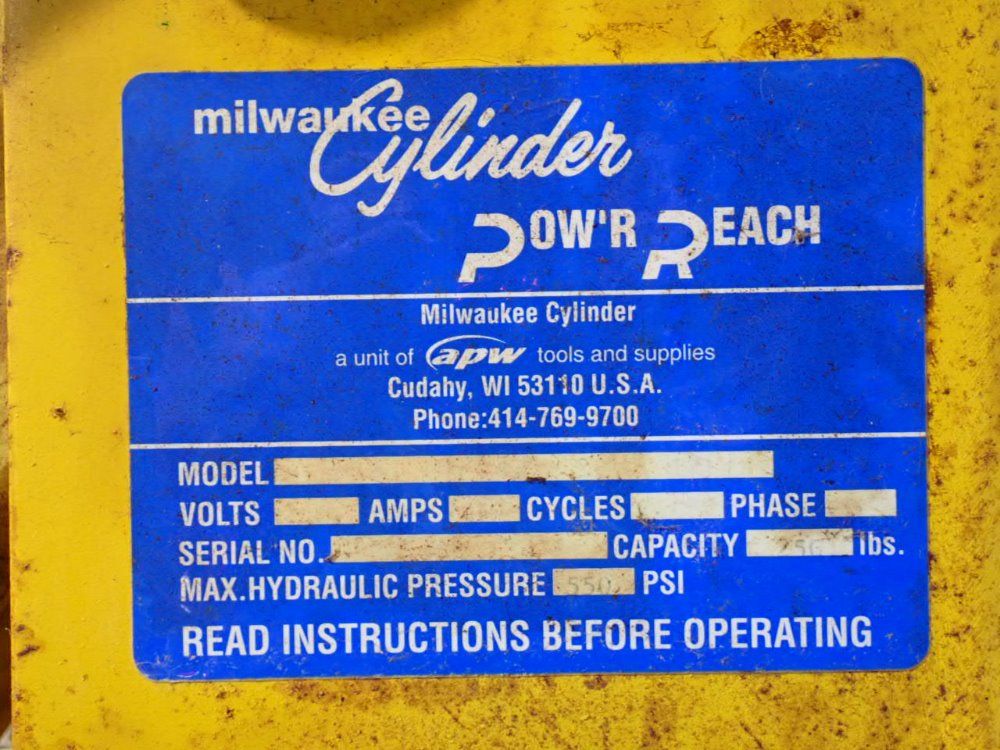 milwaukee Cylinder
POW'R REACH
Milwaukee Cylinder
a unit of apw tools and supplies
Cudahy, WI 53110 U.S.A.
Phone:414-769-9700
MODEL
VOLTS AMPS CYCLES PHASE
SERIAL NO. CAPACITY lbs.
MAX.HYDRAULIC PRESSURE PSI
READ INSTRUCTIONS BEFORE OPERATING